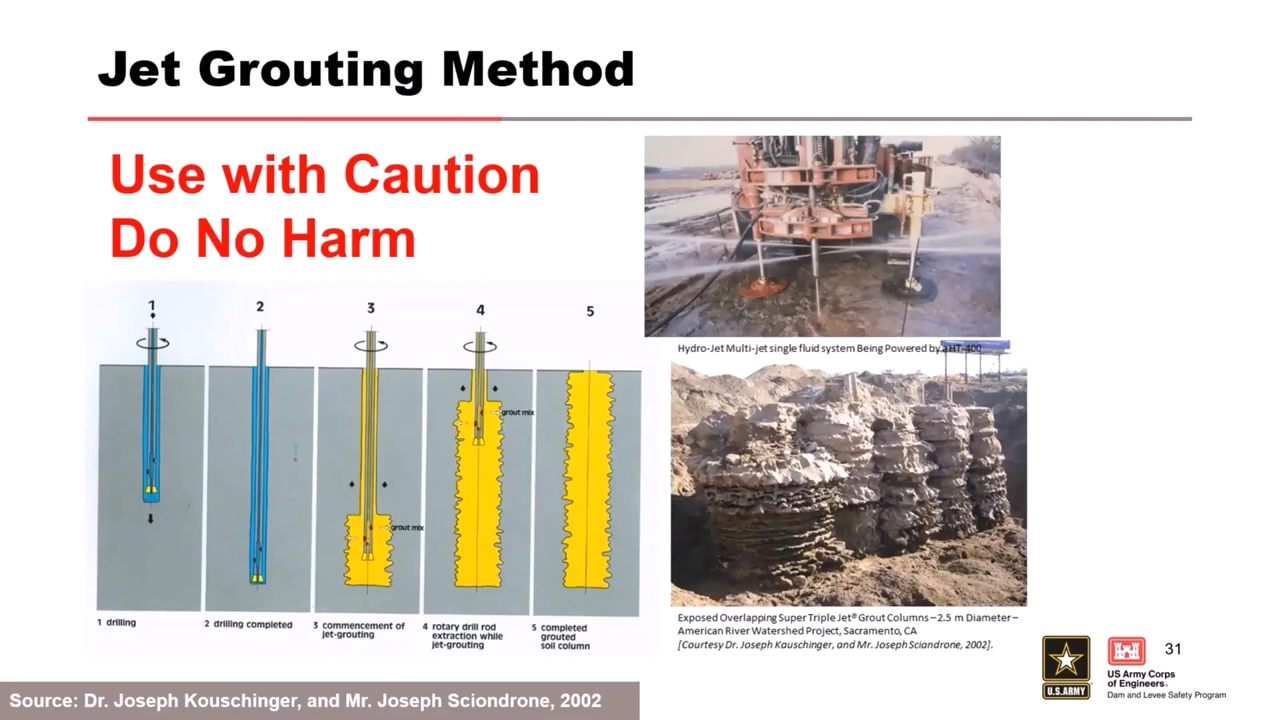 Jet Grouting Method
Use with Caution
Do No Harm
1
2
3
4
5
grout mix
grout mix
1 drilling
2 drilling completed
3 commencement of
jet-grouting
4 rotary drill rod
extraction while
jet-grouting
5 completed
grouted
soil column
Hydro-Jet Multi-jet single fluid system Being Powered by a HT-400
Exposed Overlapping Super Triple Jet® Grout Columns – 2.5 m Diameter –
American River Watershed Project, Sacramento, CA
[Courtesy Dr. Joseph Kauschinger, and Mr. Joseph Sciandrone, 2002].
U.S.ARMY
US Army Corps
of Engineers®
Dam and Levee Safety Program
31
Source: Dr. Joseph Kouschinger, and Mr. Joseph Sciondrone, 2002